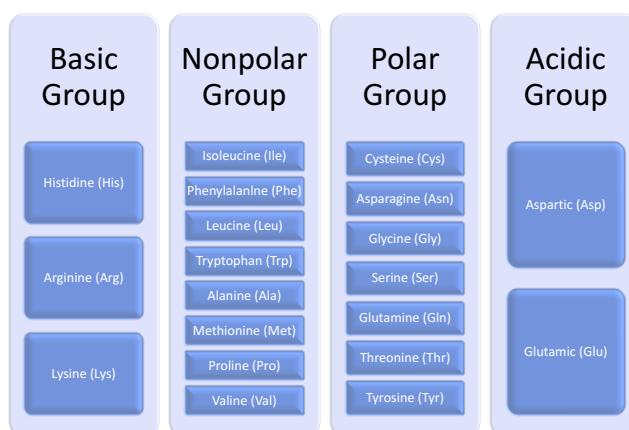 Basic
Group
Histidine (His)
Arginine (Arg)
Lysine (Lys)
Nonpolar
Group
Isoleucine (Ile)
Phenylalanlne (Phe)
Leucine (Leu)
Tryptophan (Trp)
Alanine (Ala)
Methionine (Met)
Proline (Pro)
Valine (Val)
Polar
Group
Cysteine (Cys)
Asparagine (Asn)
Glycine (Gly)
Serine (Ser)
Glutamine (Gln)
Threonine (Thr)
Tyrosine (Tyr)
Acidic
Group
Aspartic (Asp)
Glutamic (Glu)